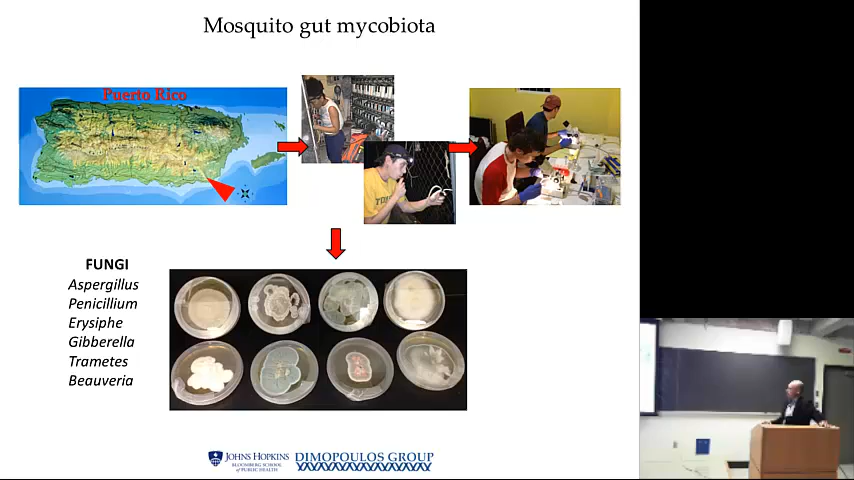 Mosquito gut mycobiota
Puerto Rico
FUNGI
Aspergillus
Penicillium
Erysiphe
Gibberella
Trametes
Beauveria
JOHNS HOPKINS
BLOOMBERG SCHOOL
of PUBLIC HEALTH
DIMOPOULOS GROUP